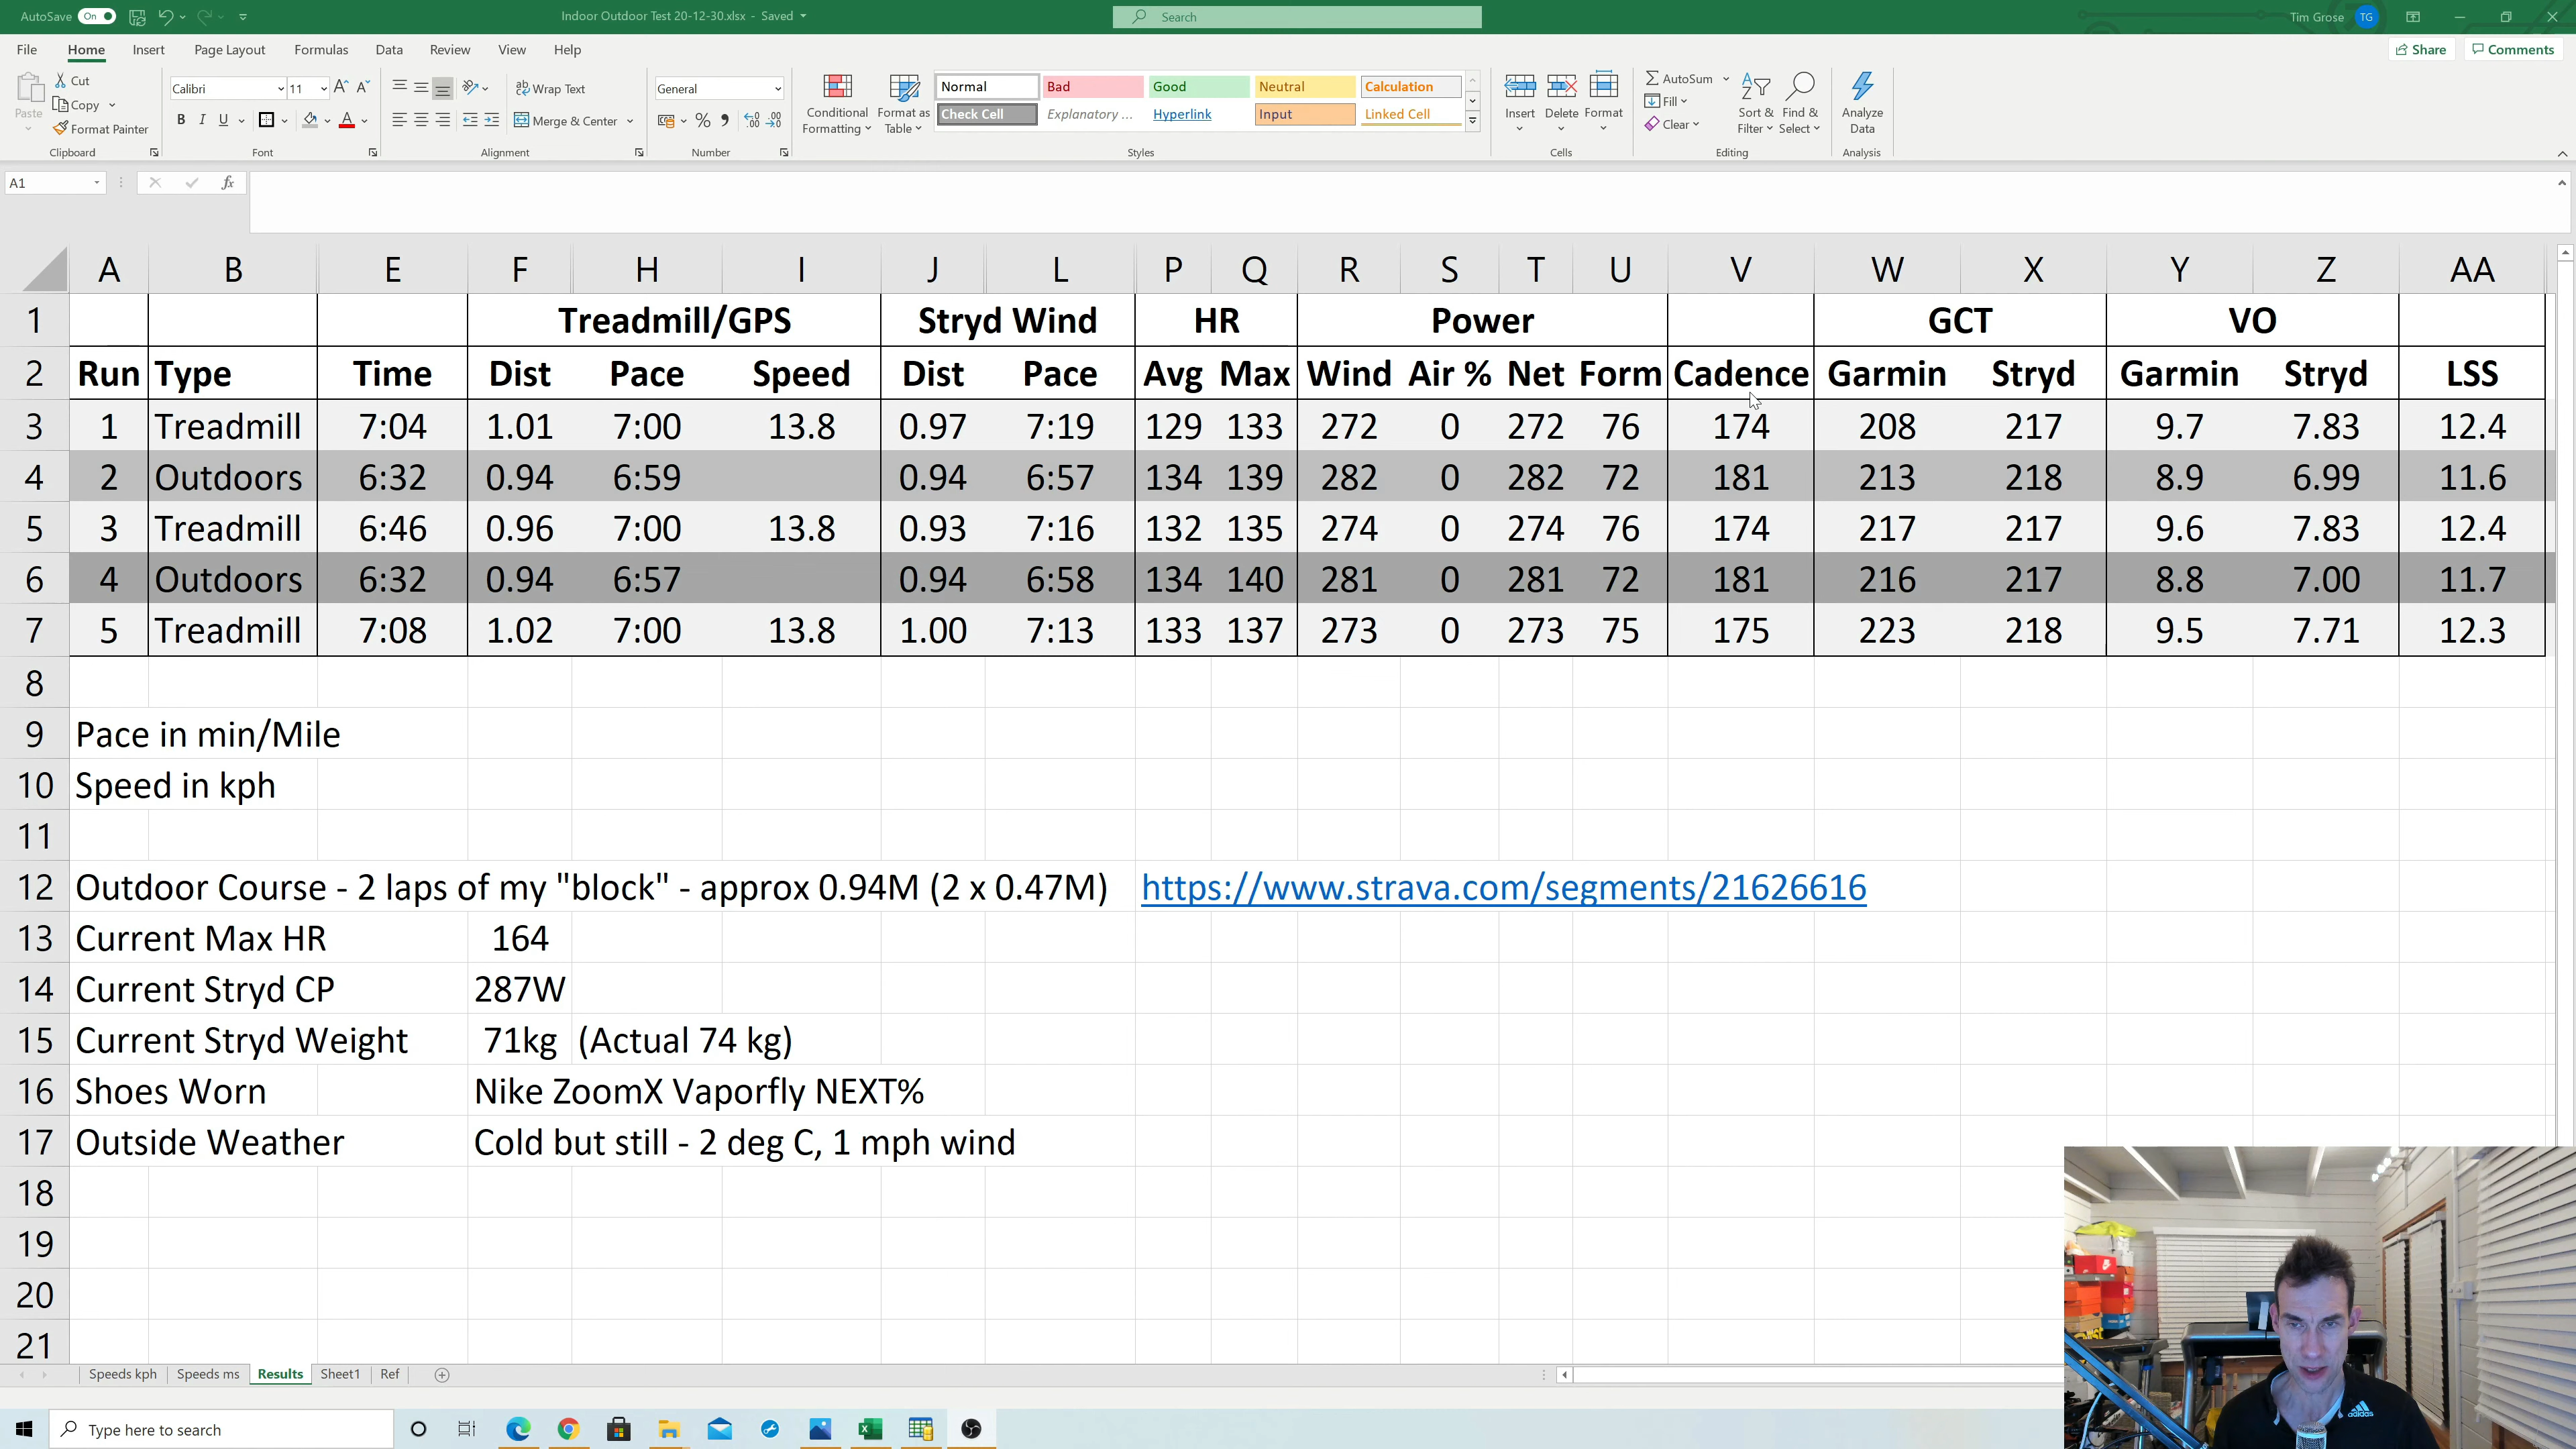 AutoSave On Indoor Outdoor Test 20-12-30.xlsx - Saved Search Tim Grose TG
File Home Insert Page Layout Formulas Data Review View Help Share Comments
Paste Cut Copy Format Painter Clipboard
Calibri 11 B I U A Font
Wrap Text Merge & Center Alignment
General % Number
Conditional Formatting Format as Table
Normal Bad Good Neutral Calculation
Check Cell Explanatory ... Hyperlink Input Linked Cell
Styles
Insert Delete Format Cells
AutoSum Fill Clear Sort & Filter Find & Select Editing
Analyze Data Analysis
A1 fx
A B E F H I J L P Q R S T U V W X Y Z AA
1 Treadmill/GPS Stryd Wind HR Power GCT VO
2 Run Type Time Dist Pace Speed Dist Pace Avg Max Wind Air % Net Form Cadence Garmin Stryd Garmin Stryd LSS
3 1 Treadmill 7:04 1.01 7:00 13.8 0.97 7:19 129 133 272 0 272 76 174 208 217 9.7 7.83 12.4
4 2 Outdoors 6:32 0.94 6:59 0.94 6:57 134 139 282 0 282 72 181 213 218 8.9 6.99 11.6
5 3 Treadmill 6:46 0.96 7:00 13.8 0.93 7:16 132 135 274 0 274 76 174 217 217 9.6 7.83 12.4
6 4 Outdoors 6:32 0.94 6:57 0.94 6:58 134 140 281 0 281 72 181 216 217 8.8 7.00 11.7
7 5 Treadmill 7:08 1.02 7:00 13.8 1.00 7:13 133 137 273 0 273 75 175 223 218 9.5 7.71 12.3
8
9 Pace in min/Mile
10 Speed in kph
11
12 Outdoor Course - 2 laps of my "block" - approx 0.94M (2 x 0.47M) https://www.strava.com/segments/21626616
13 Current Max HR 164
14 Current Stryd CP 287W
15 Current Stryd Weight 71kg (Actual 74 kg)
16 Shoes Worn Nike ZoomX Vaporfly NEXT%
17 Outside Weather Cold but still - 2 deg C, 1 mph wind
18
19
20
21
Speeds kph Speeds ms Results Sheet1 Ref
Type here to search
adidas